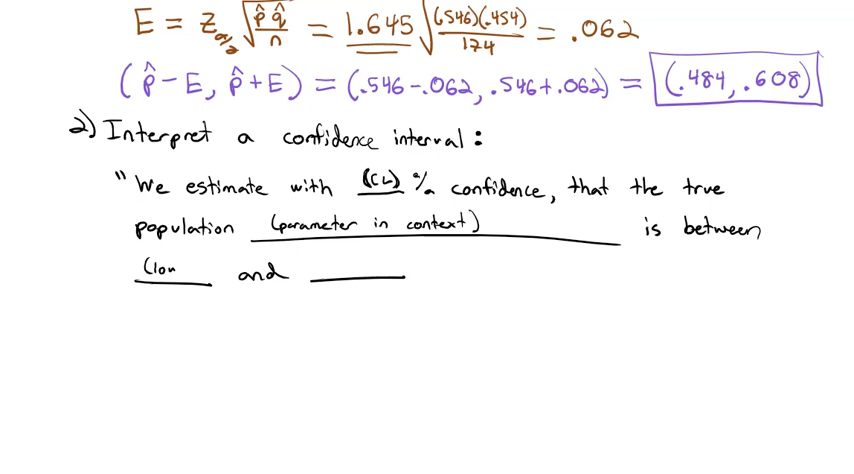 E = z_{α/2} √(p̂ q̂ / n) = 1.645 √((.546)(.454) / 174) = .062
(p̂ - E, p̂ + E) = (.546 - .062, .546 + .062) = (.484, .608)
2) Interpret a confidence interval:
"We estimate with (CL) % confidence, that the true
population (parameter in context) is between
(low and